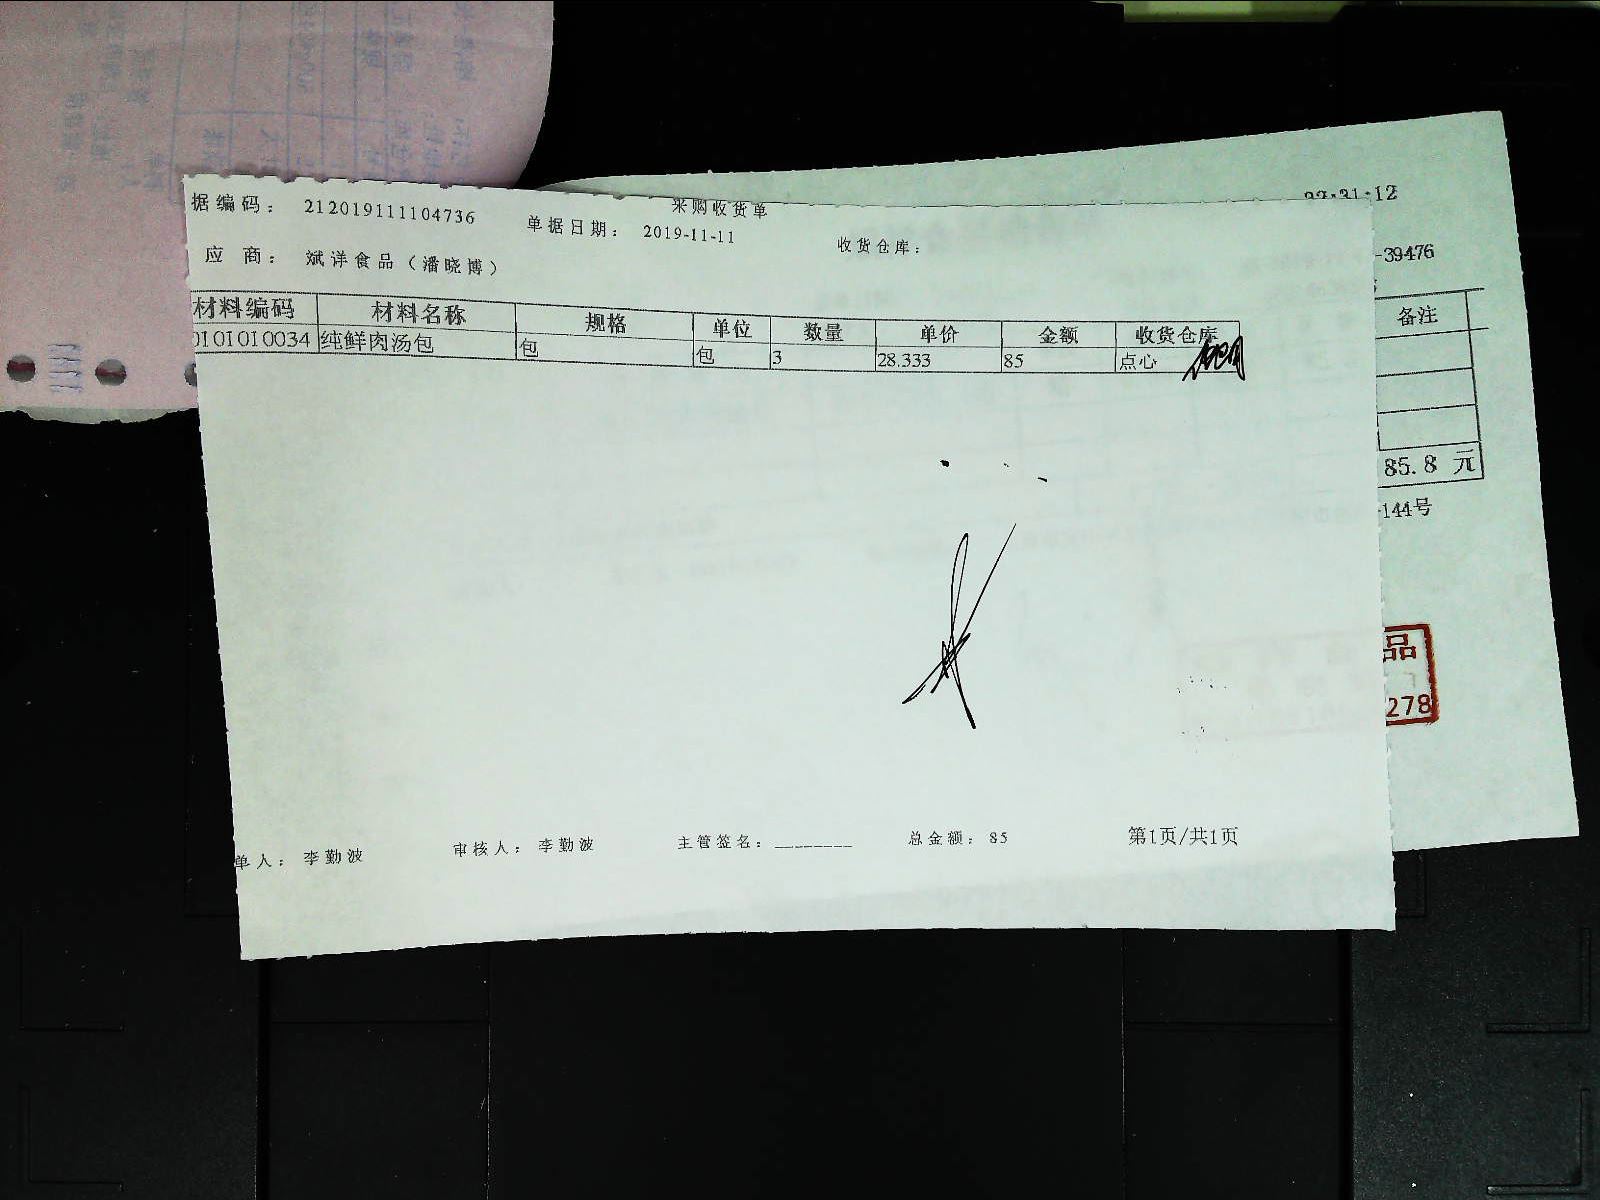 采购收货单
据编码： 212019111104736 单据日期： 2019-11-11 收货仓库：
应 商： 斌洋食品（潘晓博）
材料编码 材料名称 规格 单位 数量 单价 金额 收货仓库
0101010034 纯鲜肉汤包 包 包 3 28.333 85 点心
单人： 李勤波 审核人： 李勤波 主管签名：________ 总金额： 85 第1页/共1页
:31:12
-39476
备注
85.8 元
-144号
品
278